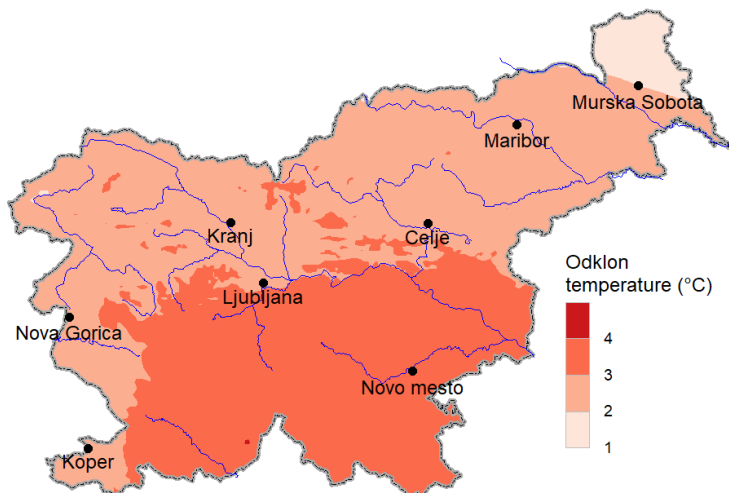 Murska Sobota
Maribor
Kranj
Celje
Ljubljana
Nova Gorica
Novo mesto
Koper
Odklon
temperature (°C)
4
3
2
1